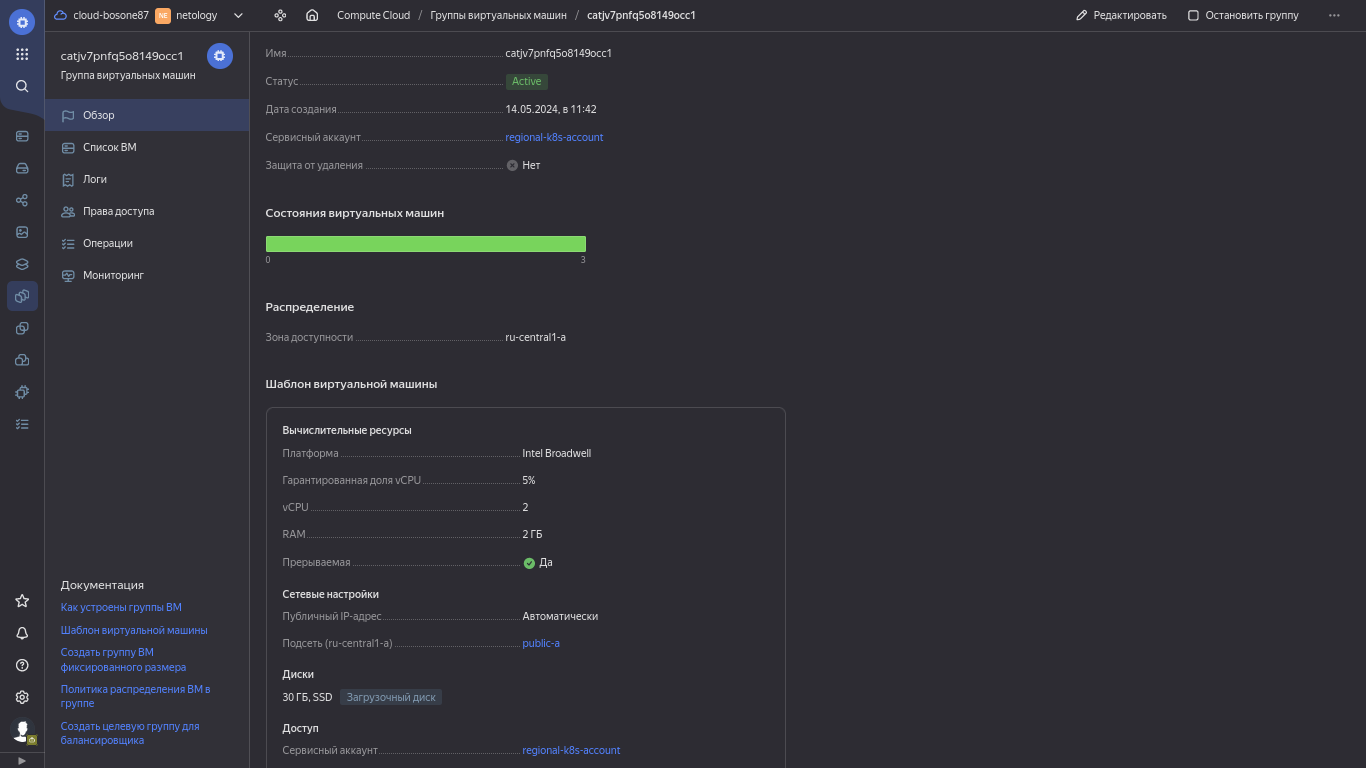 cloud-bosone87 NE netology Compute Cloud / Группы виртуальных машин / catjv7pnfq5o8149occ1 Редактировать Остановить группу
catjv7pnfq5o8149occ1
Группа виртуальных машин
Обзор
Список ВМ
Логи
Права доступа
Операции
Мониторинг
Документация
Как устроены группы ВМ
Шаблон виртуальной машины
Создать группу ВМ
фиксированного размера
Политика распределения ВМ в
группе
Создать целевую группу для
балансировщика
Имя catjv7pnfq5o8149occ1
Статус Active
Дата создания 14.05.2024, в 11:42
Сервисный аккаунт regional-k8s-account
Защита от удаления Нет
Состояния виртуальных машин
0 3
Распределение
Зона доступности ru-central1-a
Шаблон виртуальной машины
Вычислительные ресурсы
Платформа Intel Broadwell
Гарантированная доля vCPU 5%
vCPU 2
RAM 2 ГБ
Прерываемая Да
Сетевые настройки
Публичный IP-адрес Автоматически
Подсеть (ru-central1-a) public-a
Диски
30 ГБ, SSD Загрузочный диск
Доступ
Сервисный аккаунт regional-k8s-account